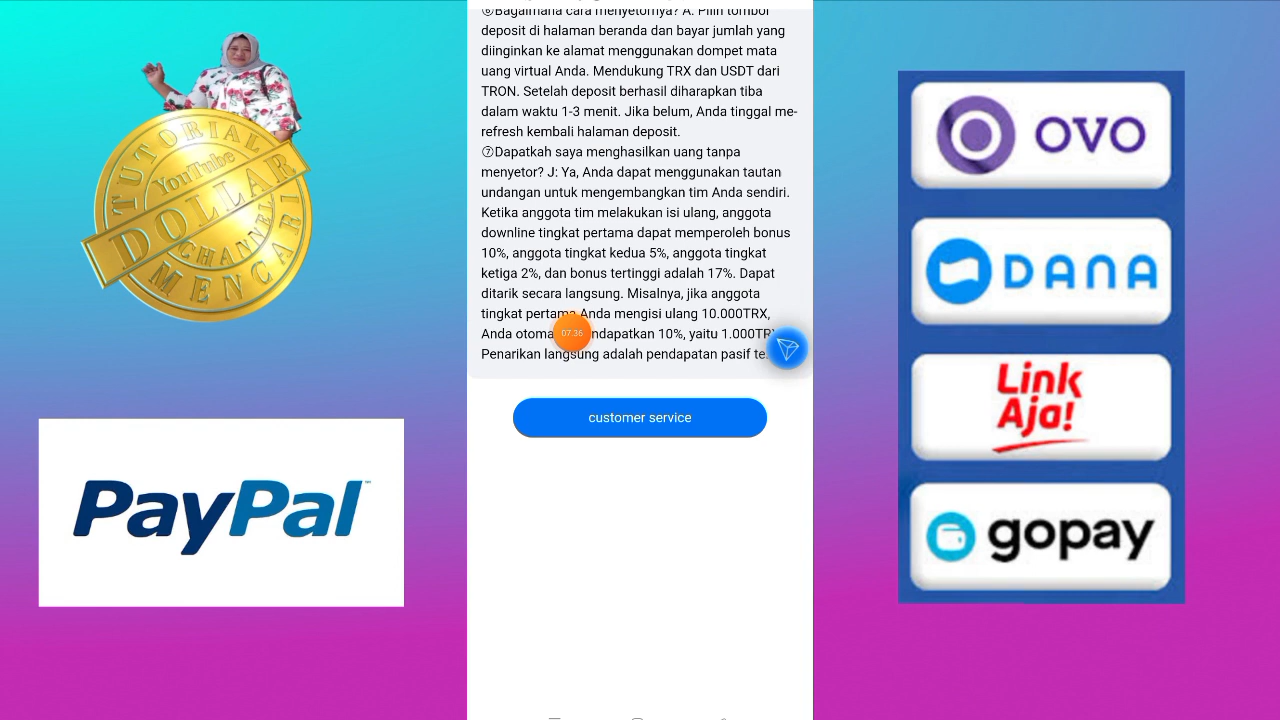 TUTORIAL
YouTube
DOLLAR
CHANNEL
MENCARI
PayPal
⑥Bagaimana cara menyetornya? A: Pilih tombol
deposit di halaman beranda dan bayar jumlah yang
diinginkan ke alamat menggunakan dompet mata
uang virtual Anda. Mendukung TRX dan USDT dari
TRON. Setelah deposit berhasil diharapkan tiba
dalam waktu 1-3 menit. Jika belum, Anda tinggal me-
refresh kembali halaman deposit.
⑦Dapatkah saya menghasilkan uang tanpa
menyetor? J: Ya, Anda dapat menggunakan tautan
undangan untuk mengembangkan tim Anda sendiri.
Ketika anggota tim melakukan isi ulang, anggota
downline tingkat pertama dapat memperoleh bonus
10%, anggota tingkat kedua 5%, anggota tingkat
ketiga 2%, dan bonus tertinggi adalah 17%. Dapat
ditarik secara langsung. Misalnya, jika anggota
tingkat pertama Anda mengisi ulang 10.000TRX,
Anda otoma ndapatkan 10%, yaitu 1.000TRX
Penarikan langsung adalah pendapatan pasif te
07:36
customer service
OVO
DANA
Link
Aja!
gopay